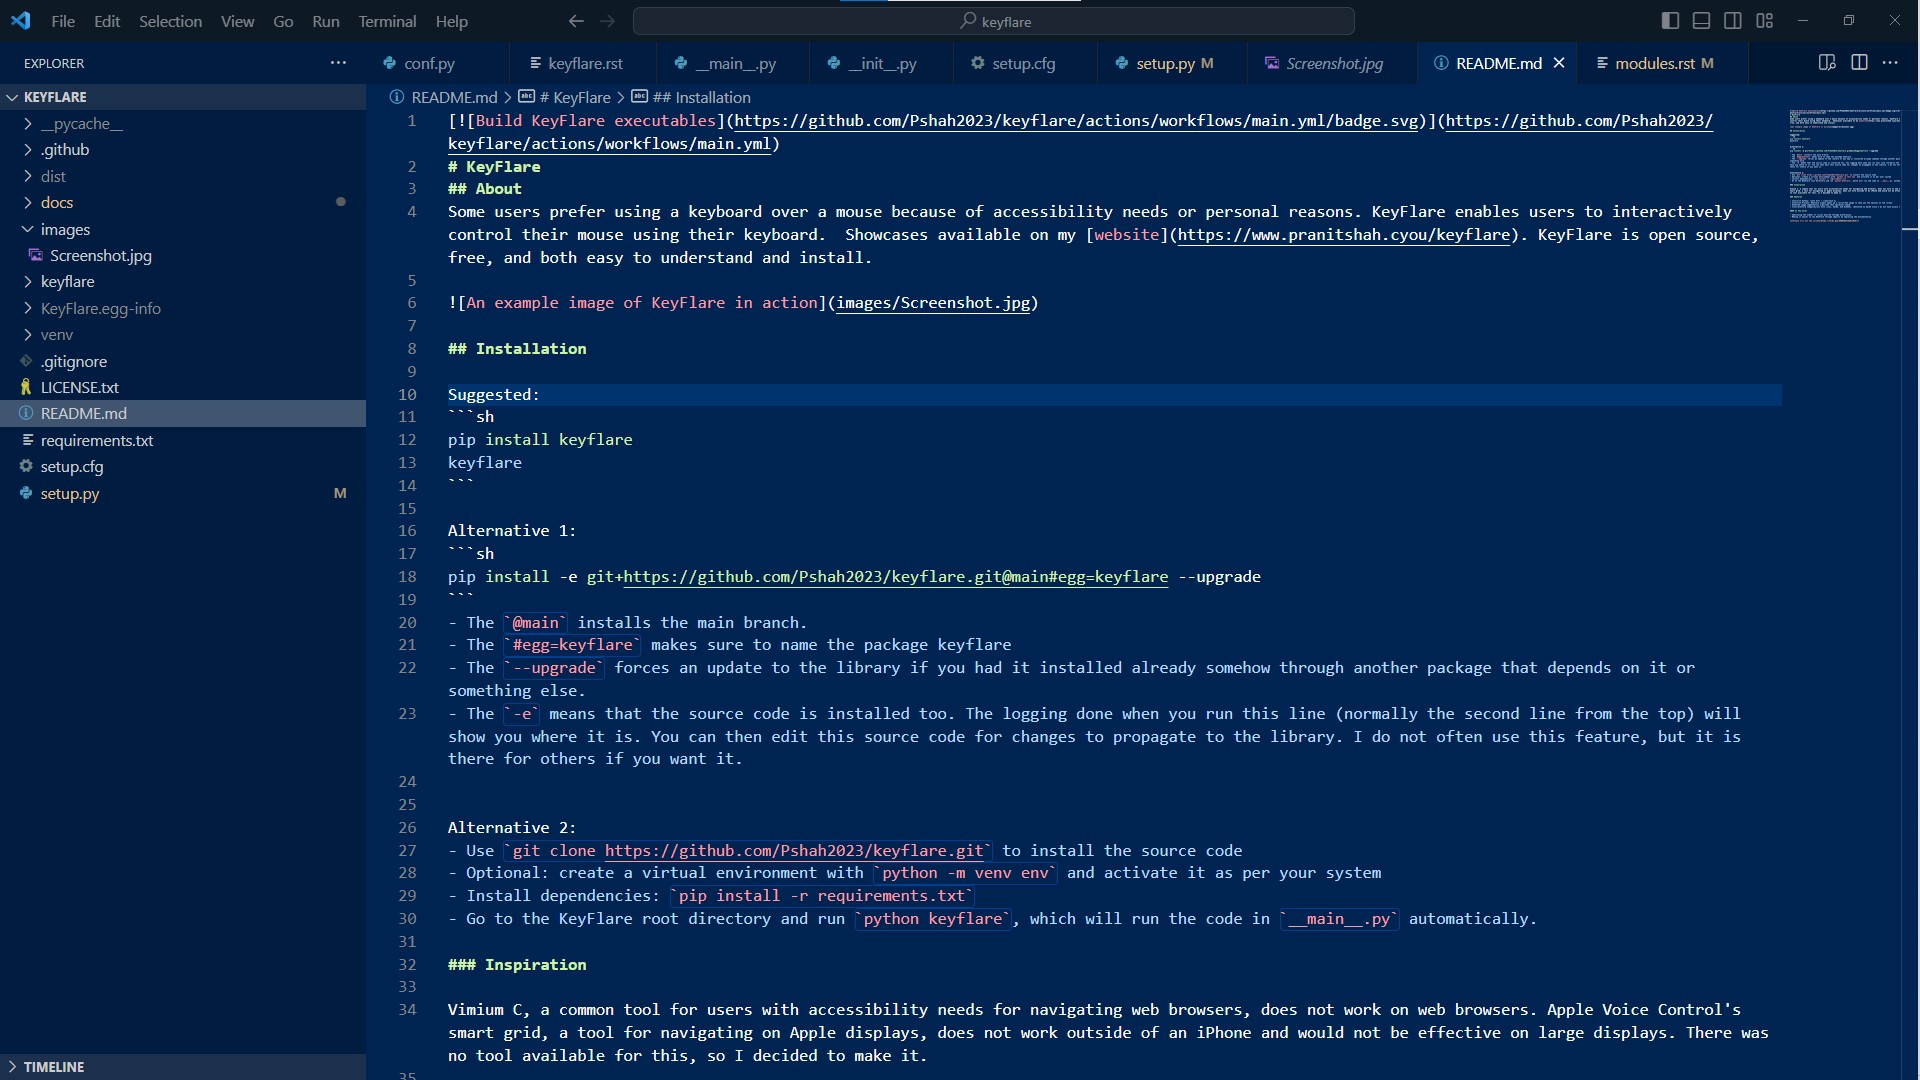 File Edit Selection View Go Run Terminal Help
keyflare
EXPLORER
conf.py
keyflare.rst
__main__.py
__init__.py
setup.cfg
setup.py M
Screenshot.jpg
README.md
modules.rst M
KEYFLARE
__pycache__
.github
dist
docs
images
Screenshot.jpg
keyflare
KeyFlare.egg-info
venv
.gitignore
LICENSE.txt
README.md
requirements.txt
setup.cfg
setup.py M
TIMELINE
README.md > # KeyFlare > ## Installation
1 [![Build KeyFlare executables](https://github.com/Pshah2023/keyflare/actions/workflows/main.yml/badge.svg)](https://github.com/Pshah2023/
keyflare/actions/workflows/main.yml)
2 # KeyFlare
3 ## About
4 Some users prefer using a keyboard over a mouse because of accessibility needs or personal reasons. KeyFlare enables users to interactively
control their mouse using their keyboard.  Showcases available on my [website](https://www.pranitshah.cyou/keyflare). KeyFlare is open source,
free, and both easy to understand and install.
5
6 ![An example image of KeyFlare in action](images/Screenshot.jpg)
7
8 ## Installation
9
10 Suggested:
11 ```sh
12 pip install keyflare
13 keyflare
14 ```
15
16 Alternative 1:
17 ```sh
18 pip install -e git+https://github.com/Pshah2023/keyflare.git@main#egg=keyflare --upgrade
19 ```
20 - The `@main` installs the main branch.
21 - The `#egg=keyflare` makes sure to name the package keyflare
22 - The `--upgrade` forces an update to the library if you had it installed already somehow through another package that depends on it or
something else.
23 - The `-e` means that the source code is installed too. The logging done when you run this line (normally the second line from the top) will
show you where it is. You can then edit this source code for changes to propagate to the library. I do not often use this feature, but it is
there for others if you want it.
24
25
26 Alternative 2:
27 - Use `git clone https://github.com/Pshah2023/keyflare.git` to install the source code
28 - Optional: create a virtual environment with `python -m venv env` and activate it as per your system
29 - Install dependencies: `pip install -r requirements.txt`
30 - Go to the KeyFlare root directory and run `python keyflare`, which will run the code in `__main__.py` automatically.
31
32 ### Inspiration
33
34 Vimium C, a common tool for users with accessibility needs for navigating web browsers, does not work on web browsers. Apple Voice Control's
smart grid, a tool for navigating on Apple displays, does not work outside of an iPhone and would not be effective on large displays. There was
no tool available for this, so I decided to make it.
35